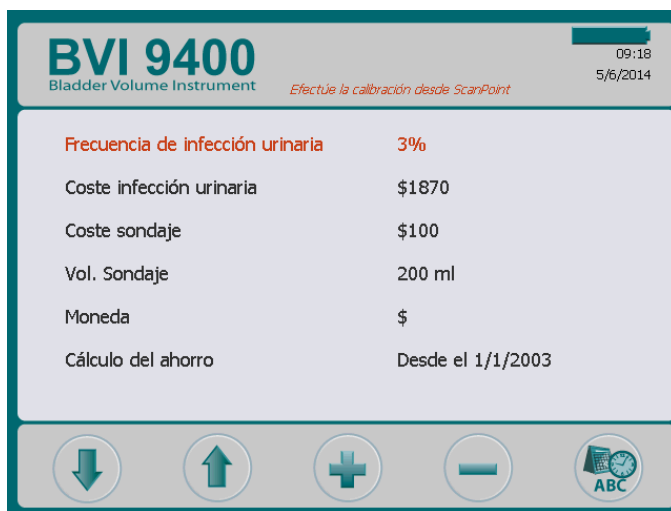 BVI 9400
Bladder Volume Instrument
Efectúe la calibración desde ScanPoint
09:18
5/6/2014
Frecuencia de infección urinaria 3%
Coste infección urinaria $1870
Coste sondaje $100
Vol. Sondaje 200 ml
Moneda $
Cálculo del ahorro Desde el 1/1/2003
ABC